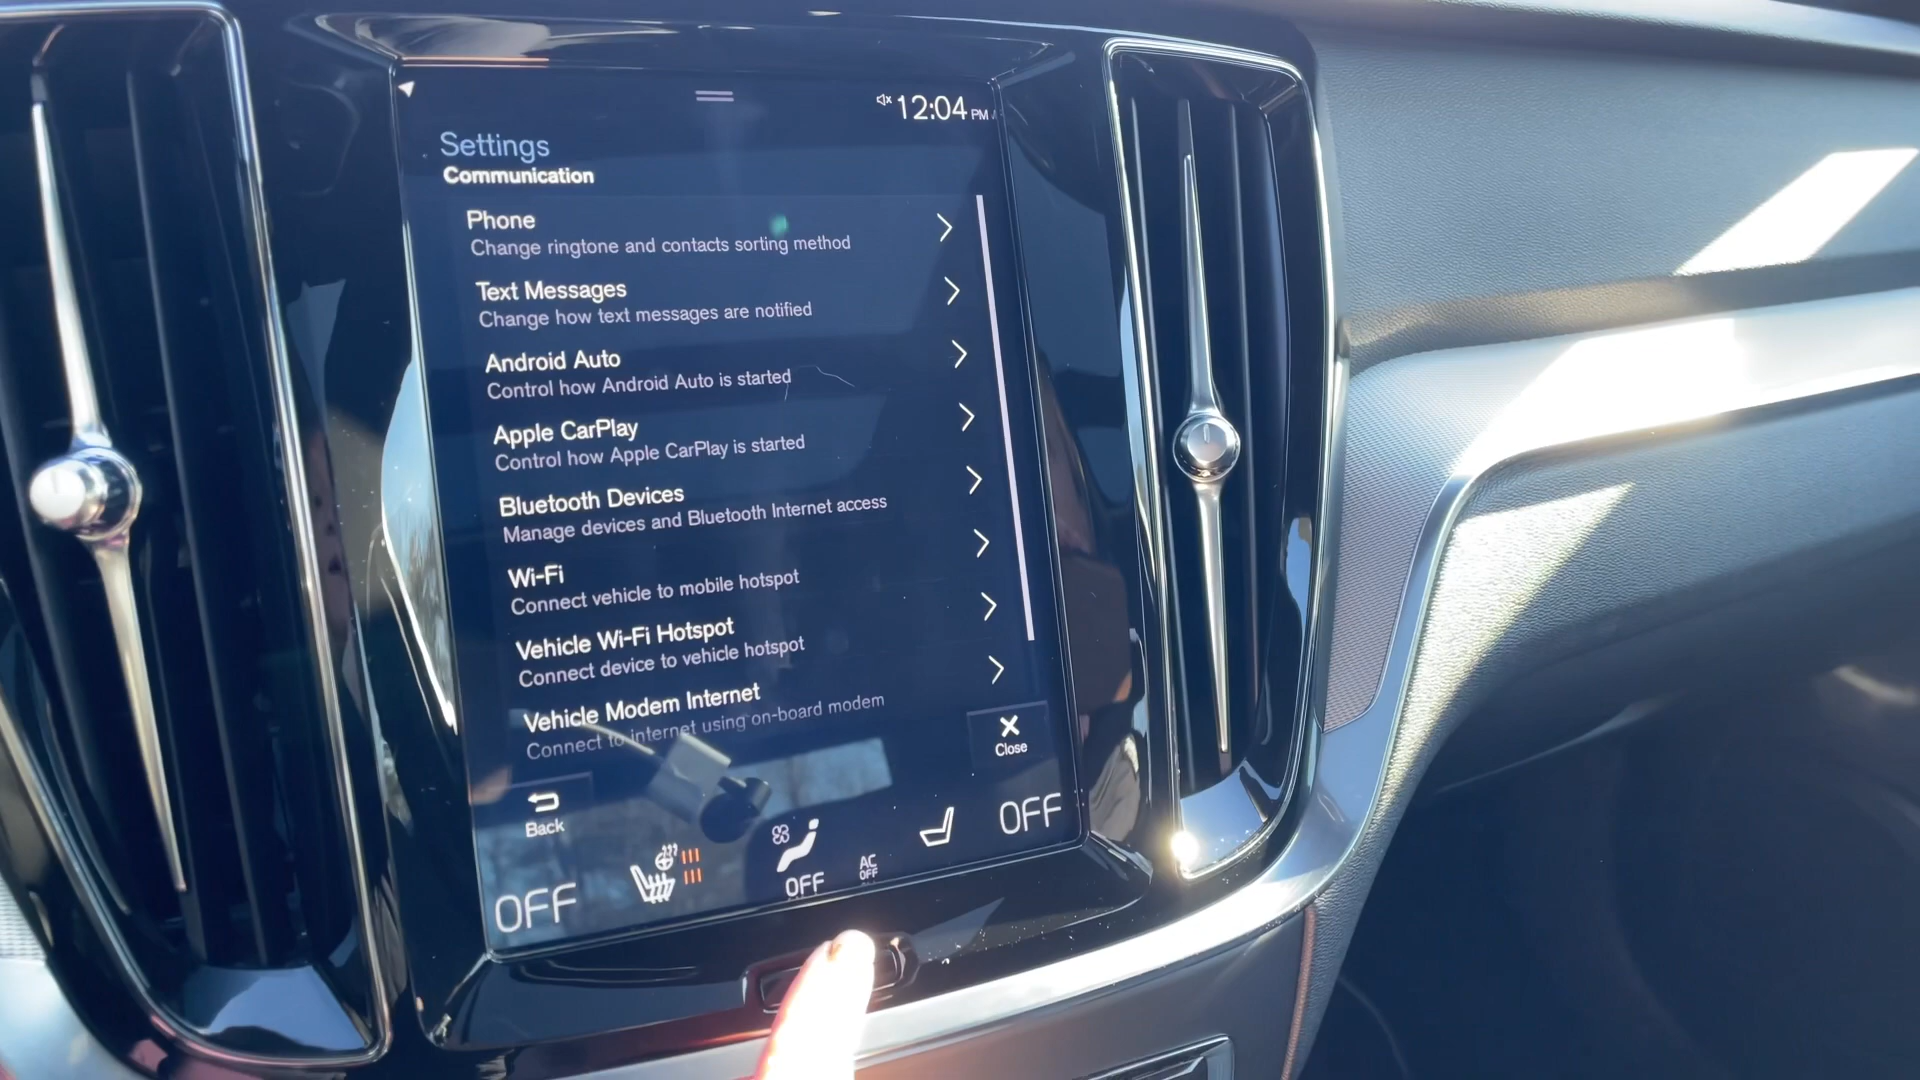 12:04 PM
Settings
Communication
Phone
Change ringtone and contacts sorting method
Text Messages
Change how text messages are notified
Android Auto
Control how Android Auto is started
Apple CarPlay
Control how Apple CarPlay is started
Bluetooth Devices
Manage devices and Bluetooth Internet access
Wi-Fi
Connect vehicle to mobile hotspot
Vehicle Wi-Fi Hotspot
Connect device to vehicle hotspot
Vehicle Modem Internet
Connect to internet using on-board modem
Close
Back
OFF
OFF
AC
OFF
OFF